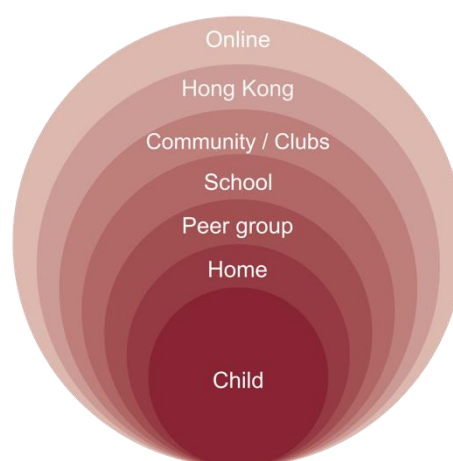 Online
Hong Kong
Community / Clubs
School
Peer group
Home
Child